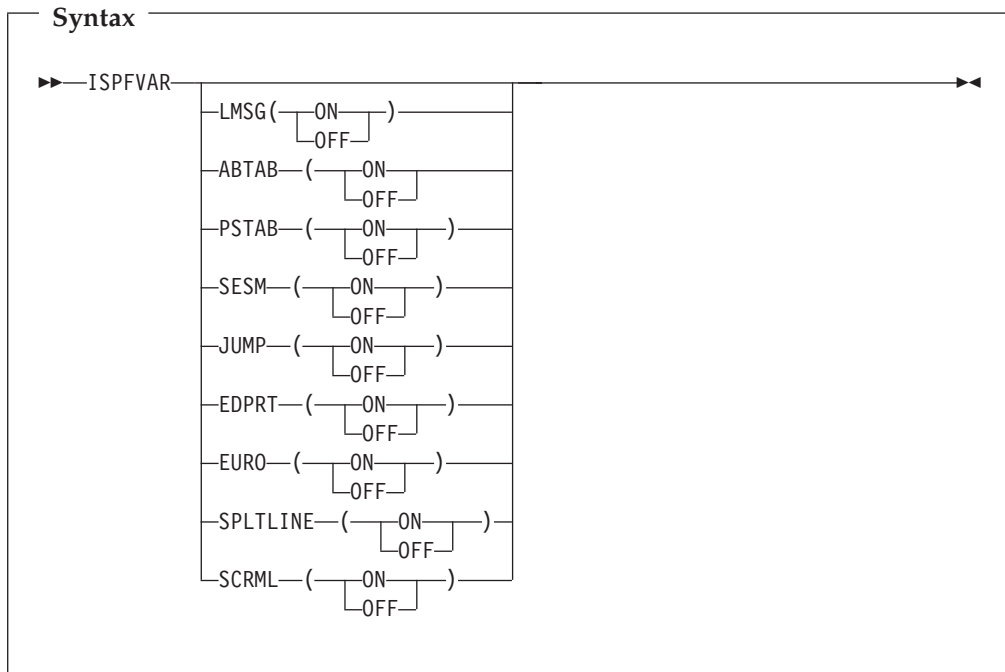 Syntax
ISPFVAR
LMSG( ON )
OFF
ABTAB ( ON
OFF
PSTAB ( ON )
OFF
SESM ( ON )
OFF
JUMP ( ON )
OFF
EDPRT ( ON )
OFF
EURO ( ON )
OFF
SPLTLINE ( ON )
OFF
SCRML ( ON )
OFF